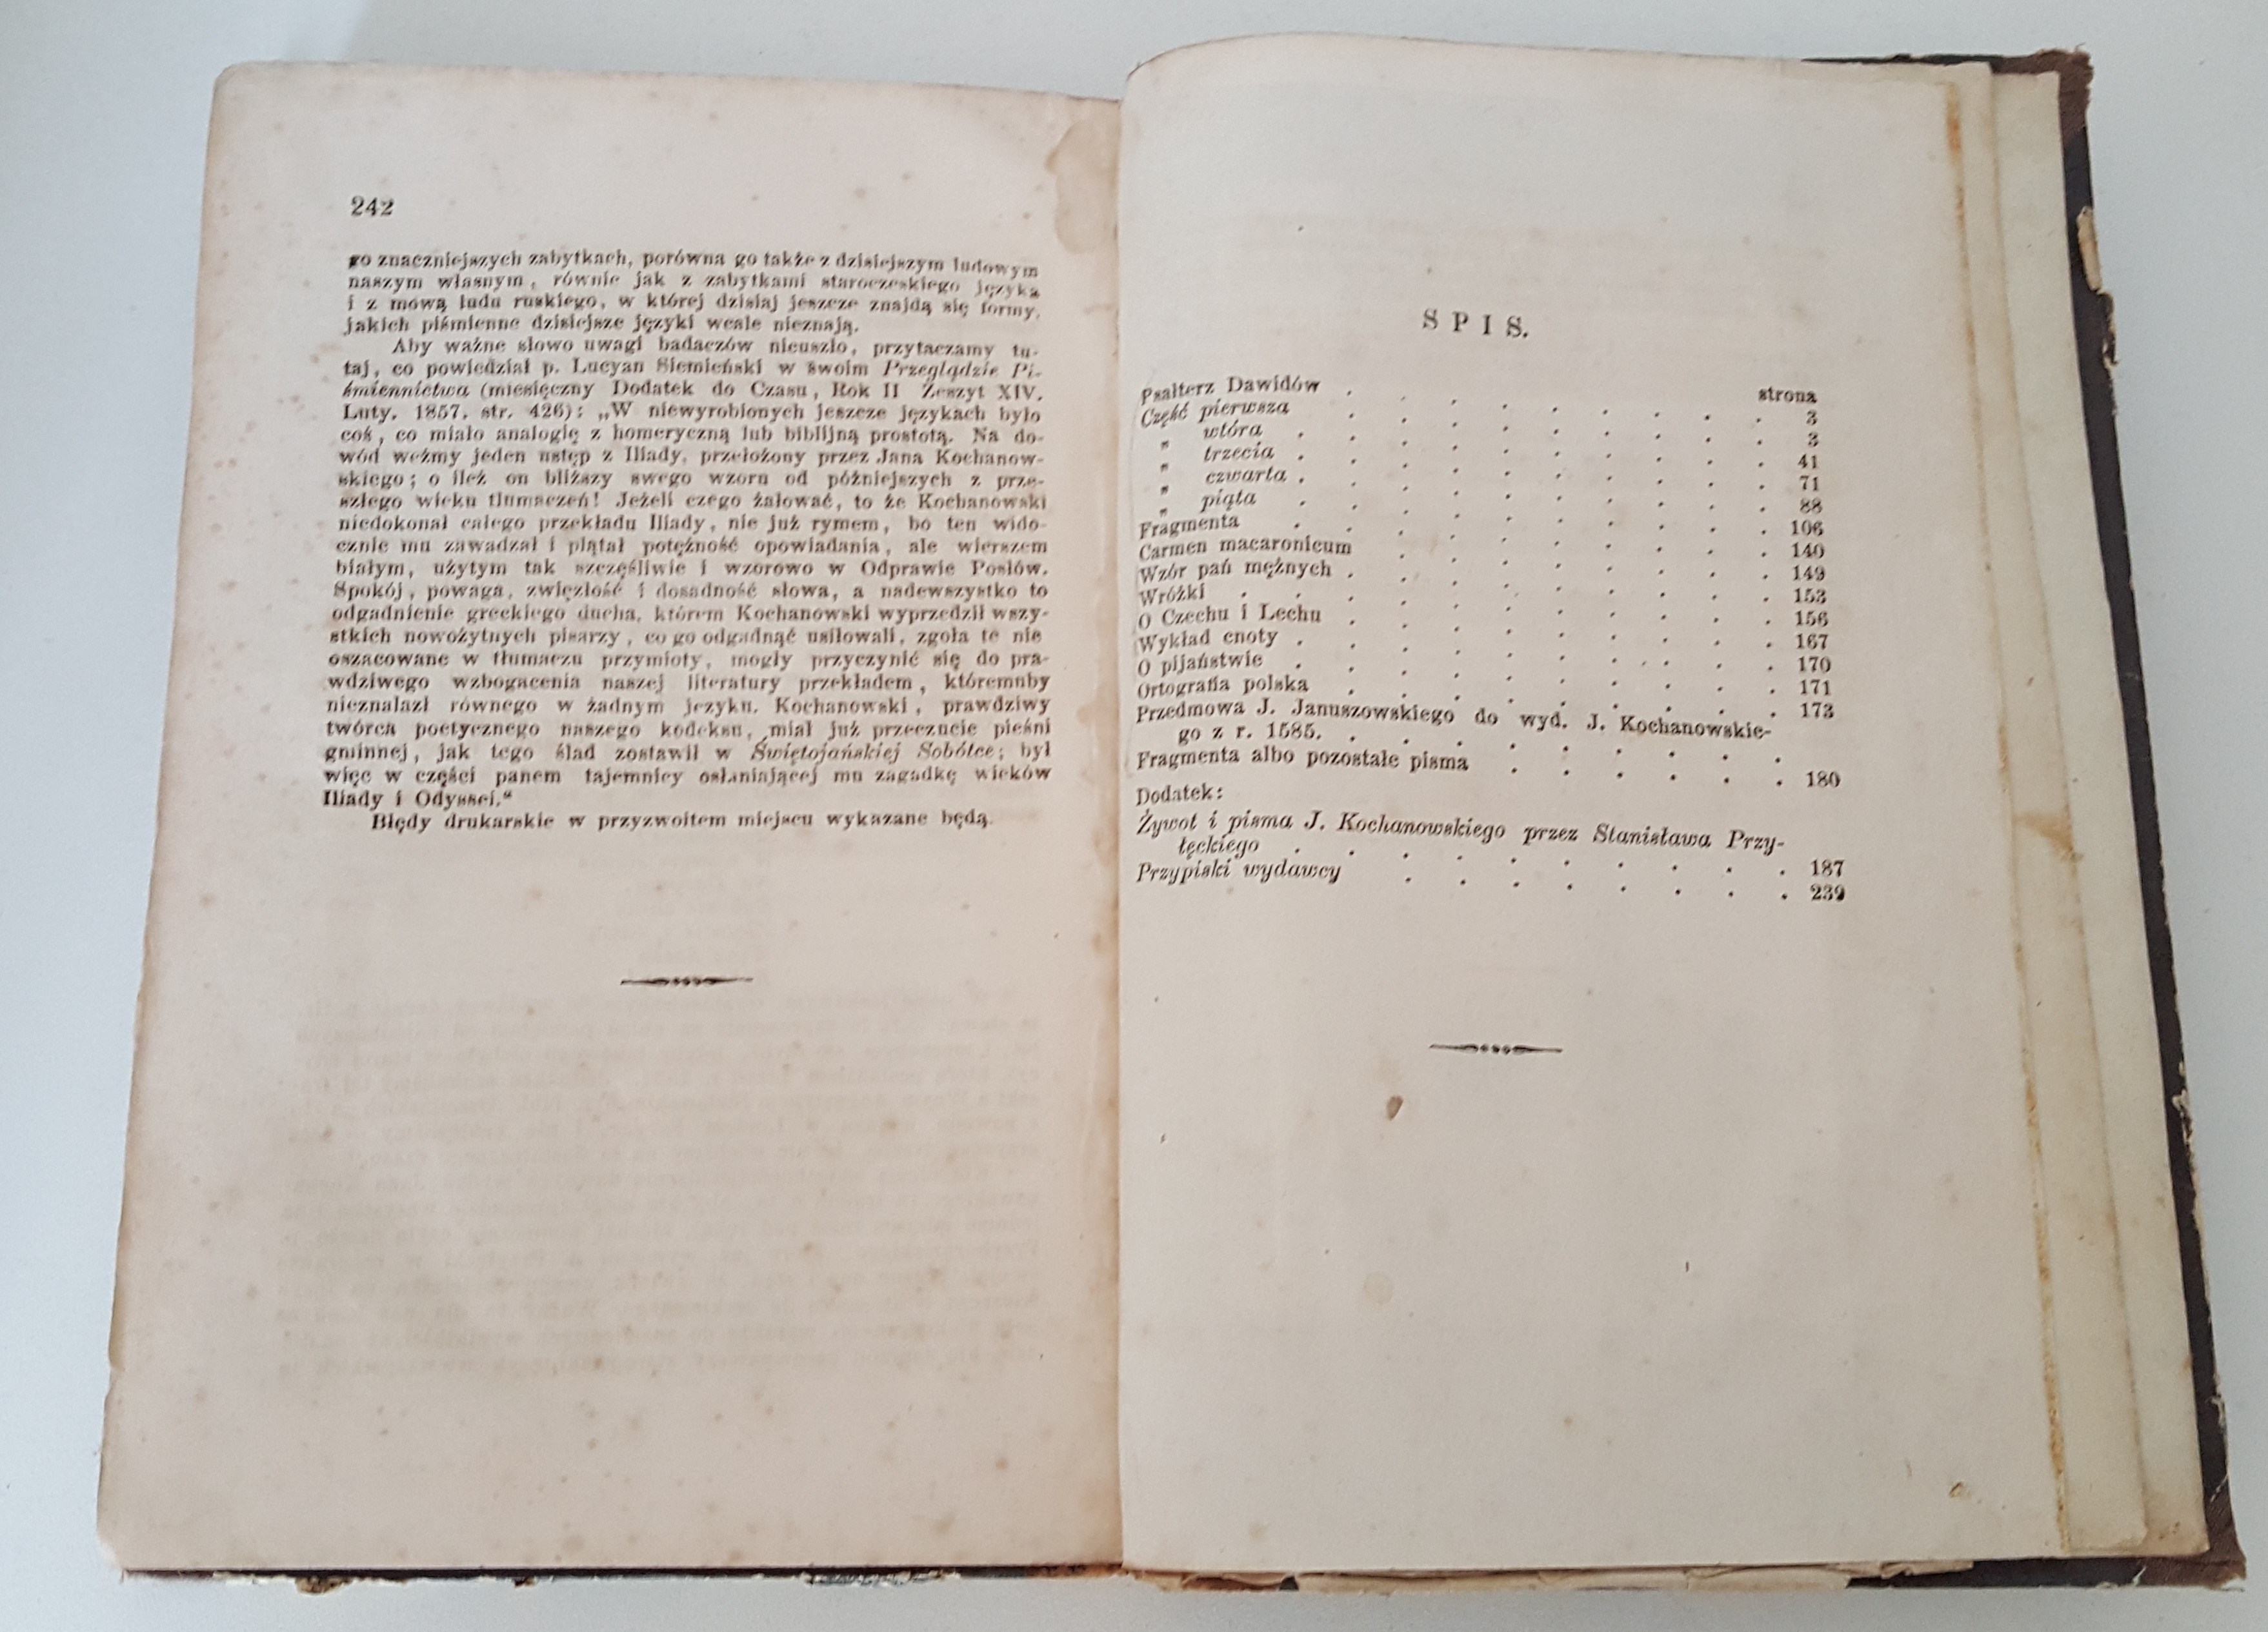 242
go znaczniejszych zabytkach, porówna go także z dzisiejszym ludowym
naszym własnym, równie jak z zabytkami staroczeskiego języka
i z mową ludu ruskiego, w której dzisiaj jeszcze znajdą się formy,
jakich piśmienne dzisiejsze języki wcale nieznają.
Aby ważne słowo uwagi badaczów nieuszło, przytaczamy tu-
taj, co powiedział p. Lucyan Siemieński w swoim Przeglądzie Pi-
śmiennictwa (miesięczny Dodatek do Czasu, Rok II Zeszyt XIV.
Luty. 1857. str. 426): „W niewyrobionych jeszcze językach było
coś, co miało analogię z homeryczną lub biblijną prostotą. Na do-
wód weźmy jeden ustęp z Iliady, przełożony przez Jana Kochanow-
skiego; o ileż on bliższy swego wzoru od późniejszych z prze-
szłego wieku tłumaczeń! Jeżeli czego żałować, to że Kochanowski
niedokonał całego przekładu Iliady, nie już rymem, bo ten wido-
cznie mu zawadzał i plątał potężność opowiadania, ale wierszem
białym, użytym tak szczęśliwie i wzorowo w Odprawie Posłów.
Spokój, powaga, zwięzłość i dosadność słowa, a nadewszystko to
odgadnienie greckiego ducha, którem Kochanowski wyprzedził wszy-
stkich nowożytnych pisarzy, co go odgadnąć usiłowali, zgoła te nie
oszacowane w tłumaczu przymioty, mogły przyczynić się do pra-
wdziwego wzbogacenia naszej literatury przekładem, któremuby
nieznalazł równego w żadnym języku. Kochanowski, prawdziwy
twórca poetycznego naszego kodeksu, miał już przeczucie pieśni
gminnej, jak tego ślad zostawił w Świętojańskiej Sobótce; był
więc w części panem tajemnicy osłaniającej mu zagadkę wieków
Iliady i Odyssei.“
Błędy drukarskie w przyzwoitem miejscu wykazane będą.
SPIS.
strona
Psałterz Dawidów . . . . . . . . . 3
Część pierwsza . . . . . . . . . 3
„ wtóra . . . . . . . . . 41
„ trzecia . . . . . . . . . 71
„ czwarta . . . . . . . . . 88
„ piąta . . . . . . . . . 106
Fragmenta . . . . . . . . . 140
Carmen macaronicum . . . . . . . . 149
Wzór pań mężnych . . . . . . . . . 153
Wróżki . . . . . . . . . . 156
O Czechu i Lechu . . . . . . . . . 167
Wykład cnoty . . . . . . . . . 170
O pijaństwie . . . . . . . . . 171
Ortografia polska . . . . . . . . . 173
Przedmowa J. Januszowskiego do wyd. J. Kochanowskie-
go z r. 1585. . . . . . . . . .
Fragmenta albo pozostałe pisma . . . . . . 180
Dodatek:
Żywot i pisma J. Kochanowskiego przez Stanisława Przy-
łęckiego . . . . . . . . . . 187
Przypiski wydawcy . . . . . . . . 239